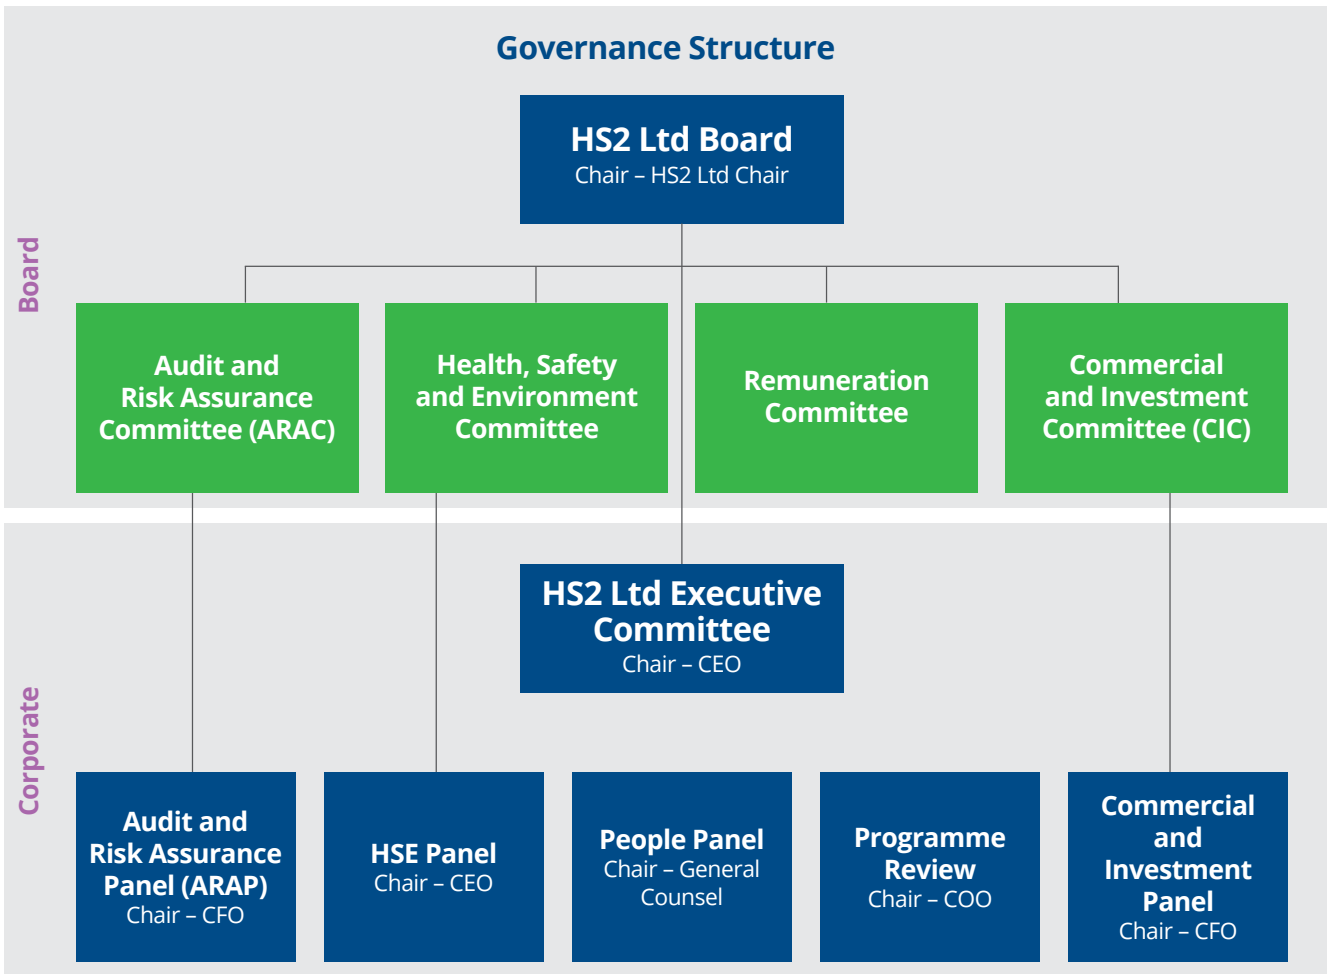 Governance Structure
HS2 Ltd Board
Chair – HS2 Ltd Chair
Board
Audit and
Risk Assurance
Committee (ARAC)
Health, Safety
and Environment
Committee
Remuneration
Committee
Commercial
and Investment
Committee (CIC)
Corporate
HS2 Ltd Executive
Committee
Chair – CEO
Audit and
Risk Assurance
Panel (ARAP)
Chair – CFO
HSE Panel
Chair – CEO
People Panel
Chair – General
Counsel
Programme
Review
Chair – COO
Commercial
and
Investment
Panel
Chair – CFO